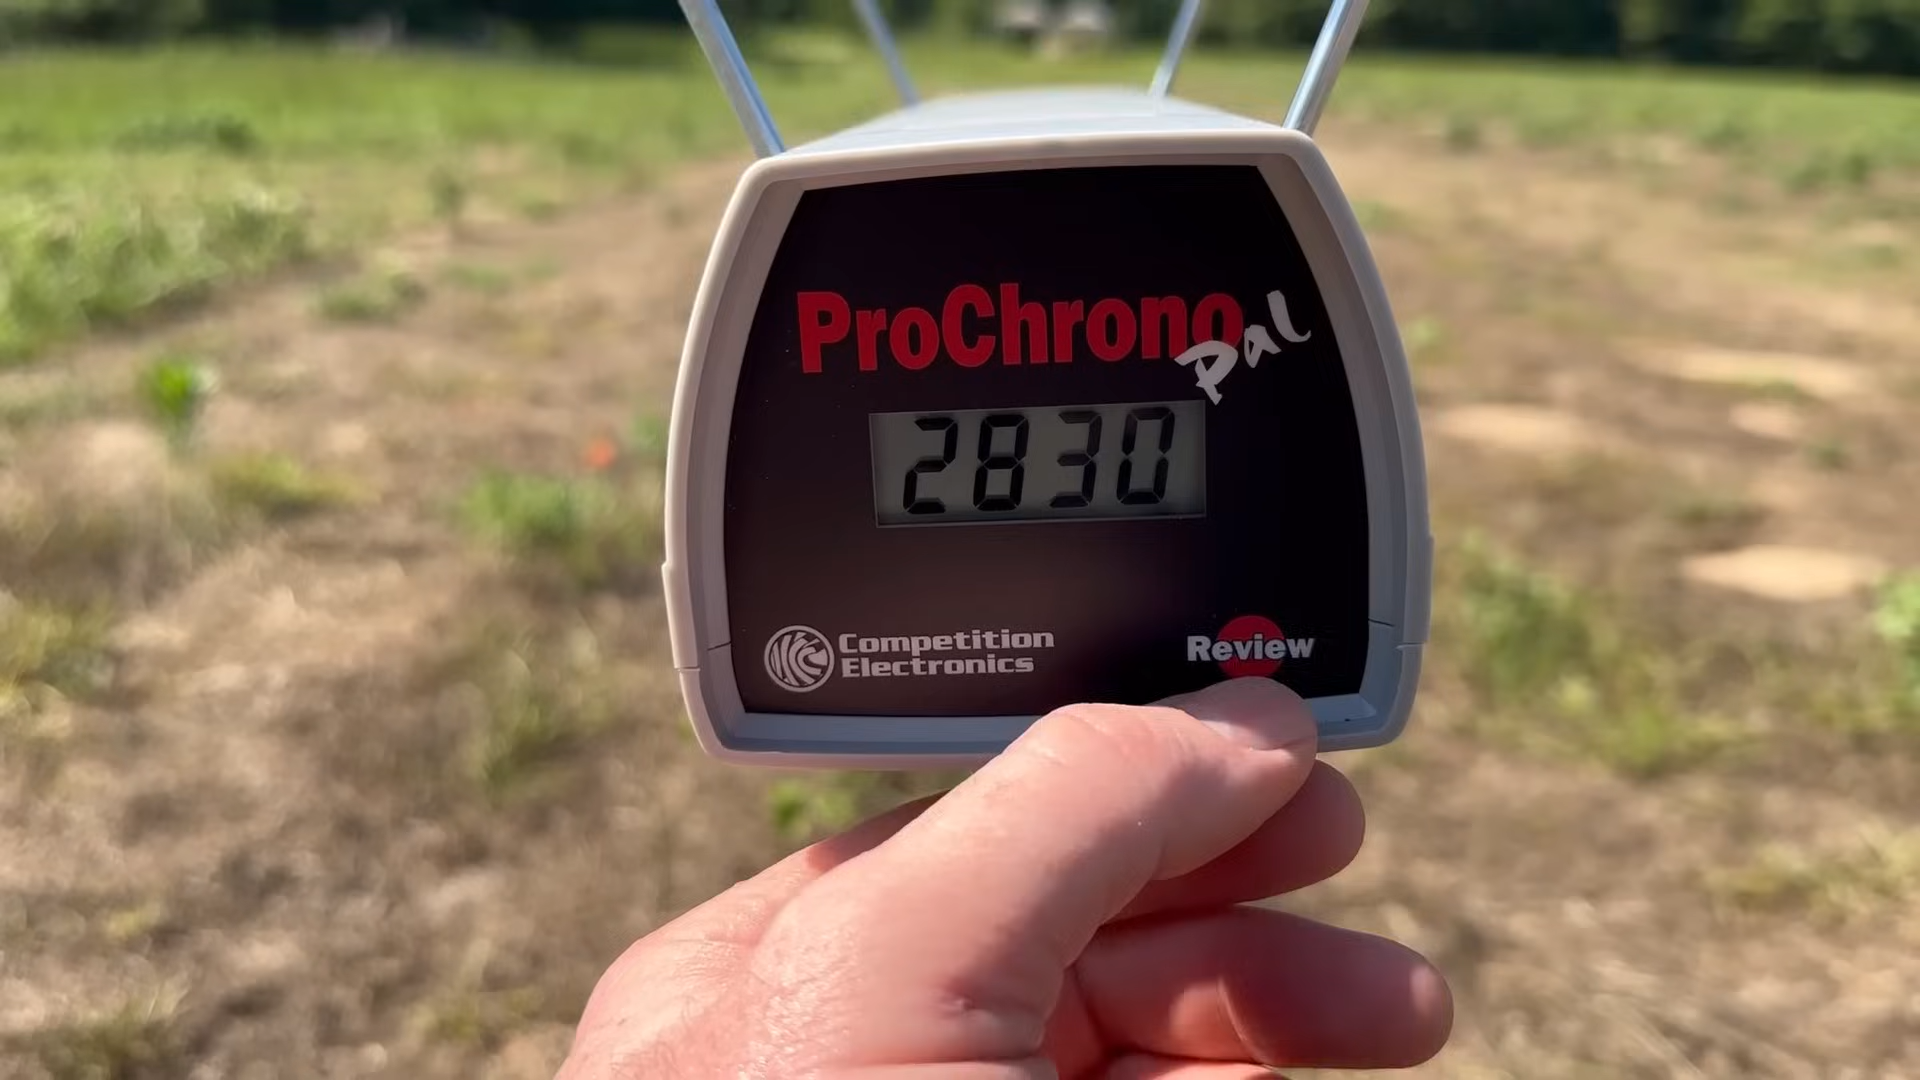 ProChrono
Pal
2830
Competition
Electronics
Review